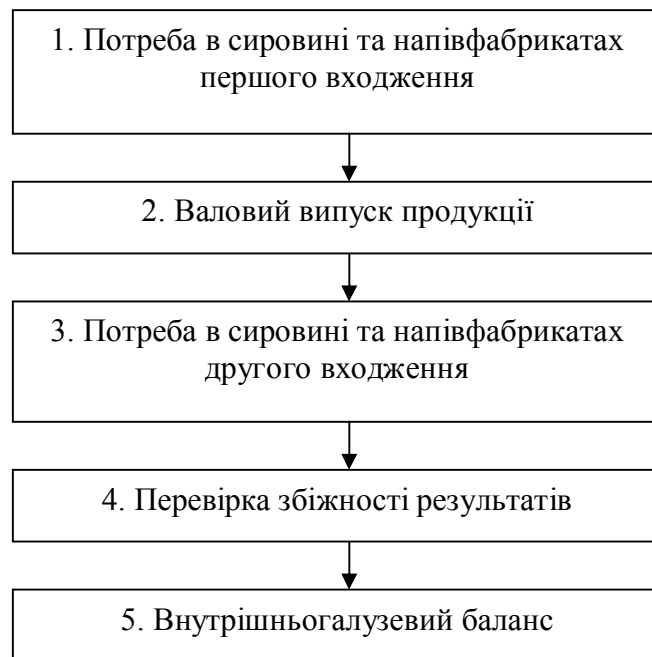 1. Потреба в сировині та напівфабрикатах
першого входження
2. Валовий випуск продукції
3. Потреба в сировині та напівфабрикатах
другого входження
4. Перевірка збіжності результатів
5. Внутрішньогалузевий баланс